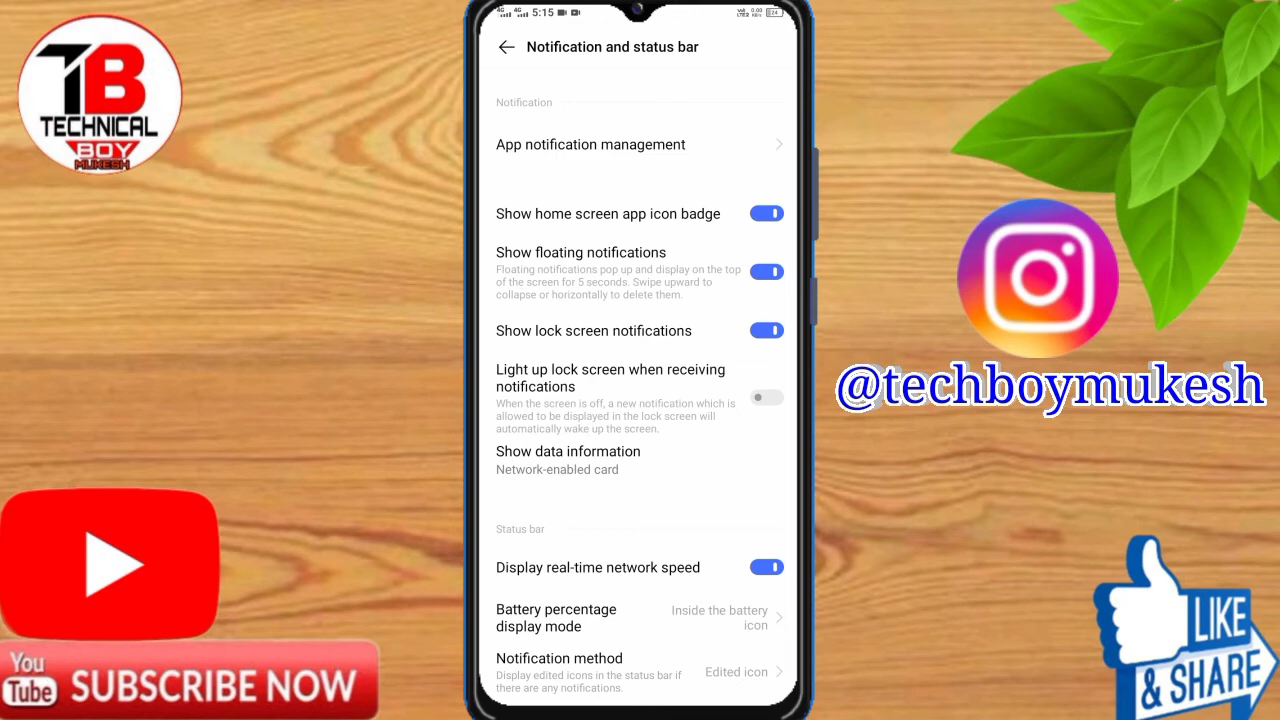 TB
TECHNICAL
BOY
MUKESH
4G 4G 5:15
34
Notification and status bar
Notification
App notification management
Show home screen app icon badge
Show floating notifications
Floating notifications pop up and display on the top
of the screen for 5 seconds. Swipe upward to
collapse or horizontally to delete them.
Show lock screen notifications
Light up lock screen when receiving
notifications
When the screen is off, a new notification which is
allowed to be displayed in the lock screen will
automatically wake up the screen.
Show data information
Network-enabled card
Status bar
Display real-time network speed
Battery percentage
display mode
Inside the battery
icon
Notification method
Display edited icons in the status bar if
there are any notifications.
Edited icon
@techboymukesh
You
Tube
SUBSCRIBE NOW
LIKE
& SHARE